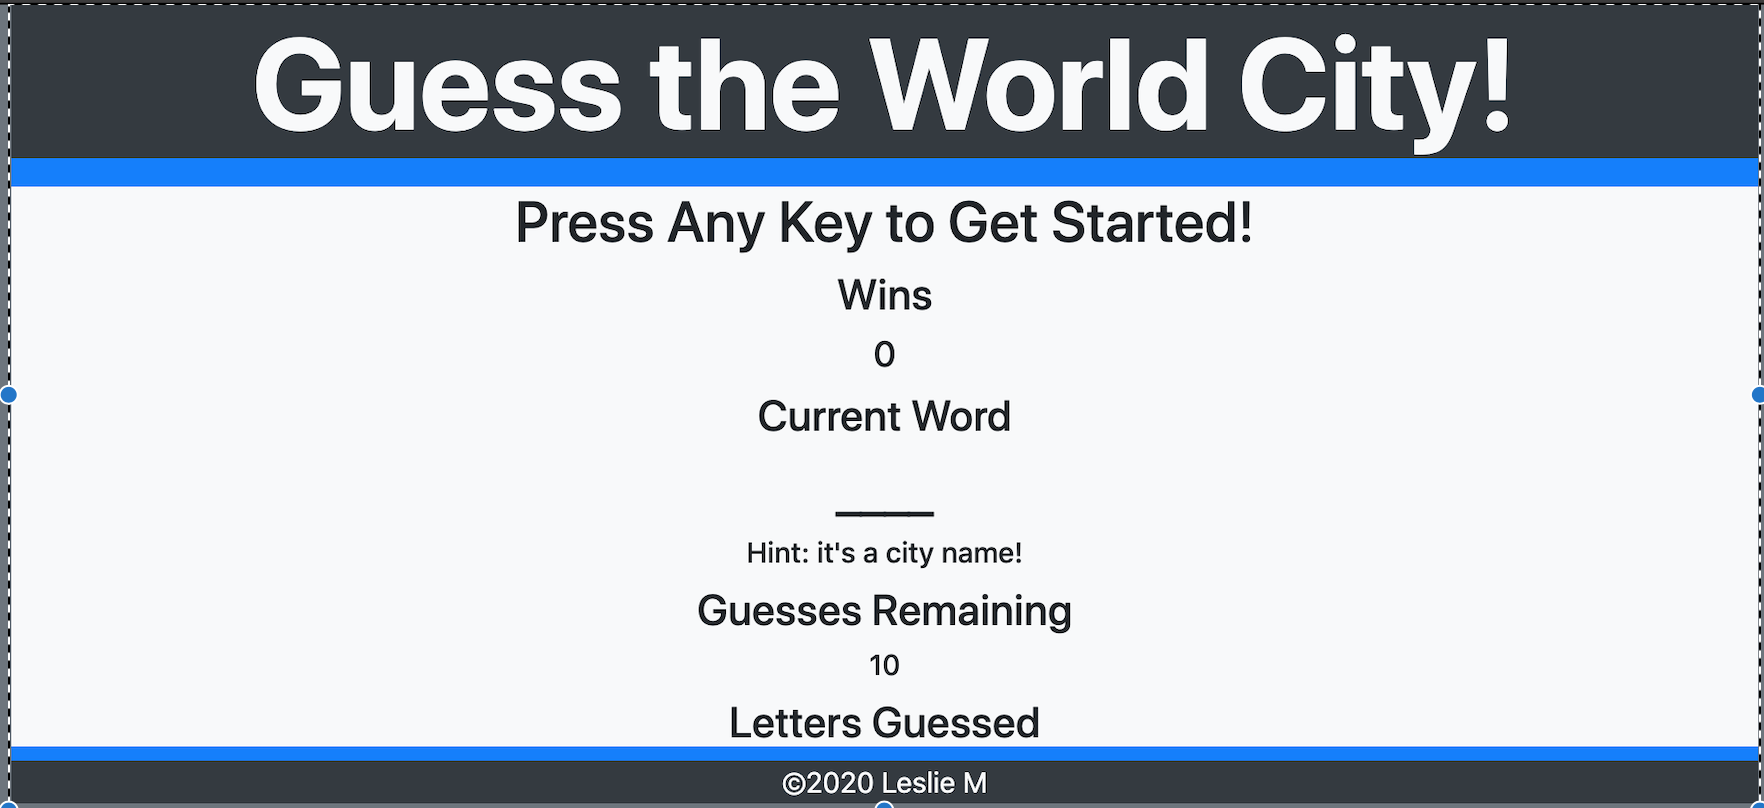 Guess the World City!
Press Any Key to Get Started!
Wins
0
Current Word
____
Hint: it's a city name!
Guesses Remaining
10
Letters Guessed
©2020 Leslie M